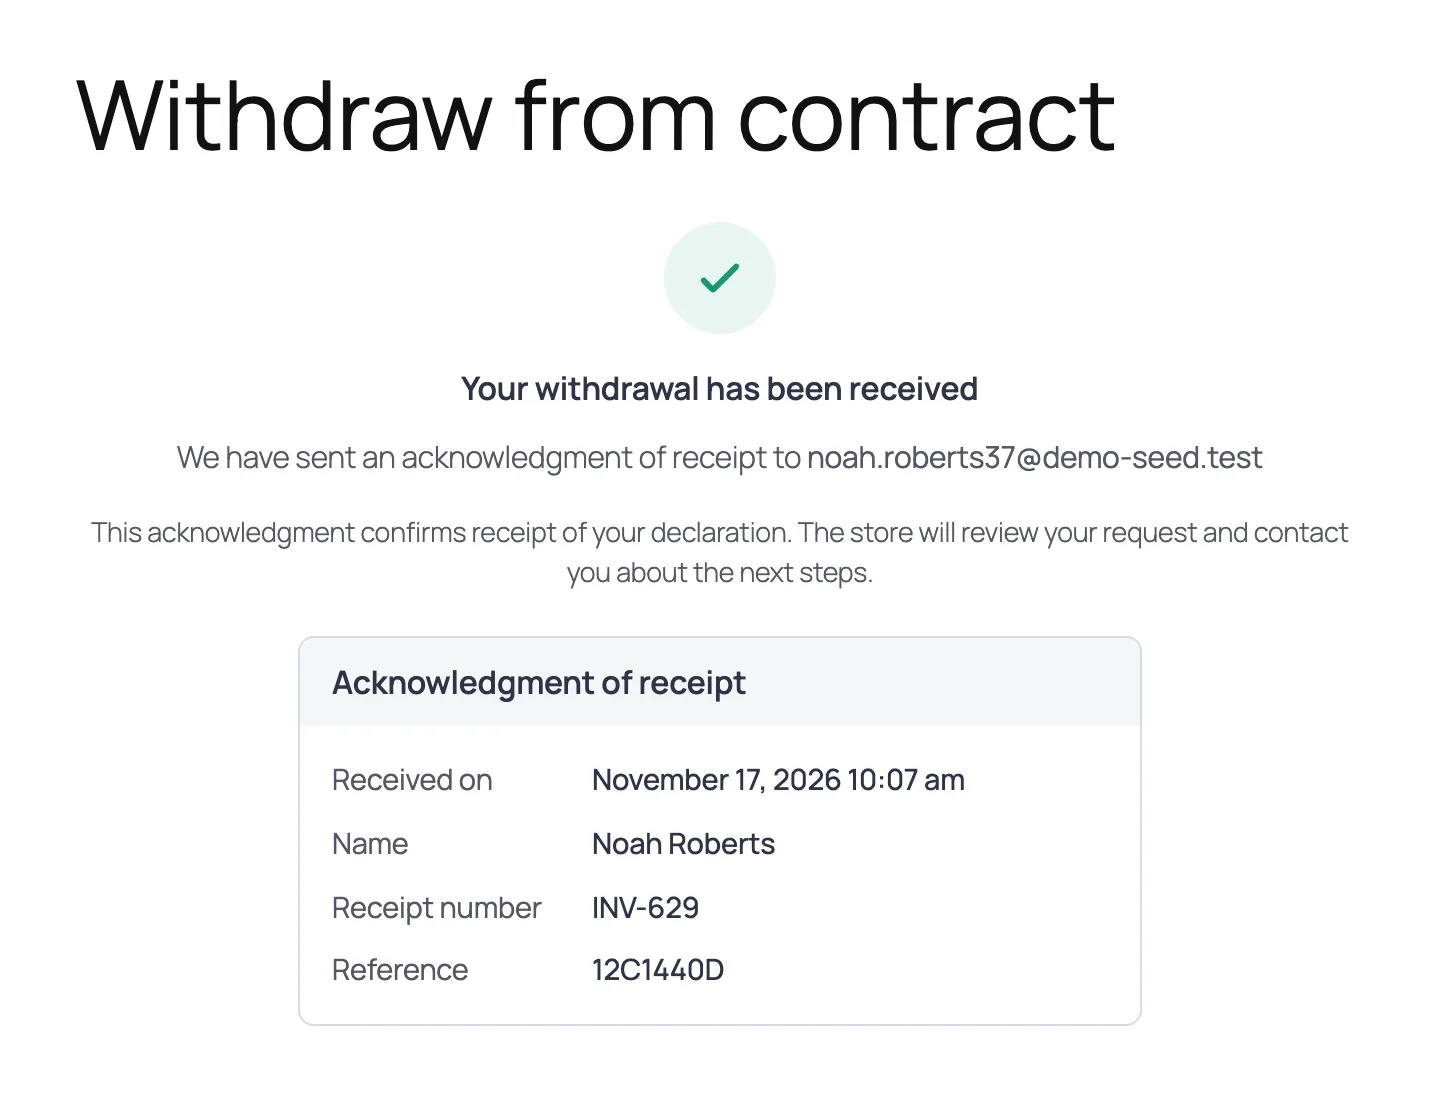 Withdraw from contract
Your withdrawal has been received
We have sent an acknowledgment of receipt to noah.roberts37@demo-seed.test
This acknowledgment confirms receipt of your declaration. The store will review your request and contact
you about the next steps.
Acknowledgment of receipt
Received on November 17, 2026 10:07 am
Name Noah Roberts
Receipt number INV-629
Reference 12C1440D